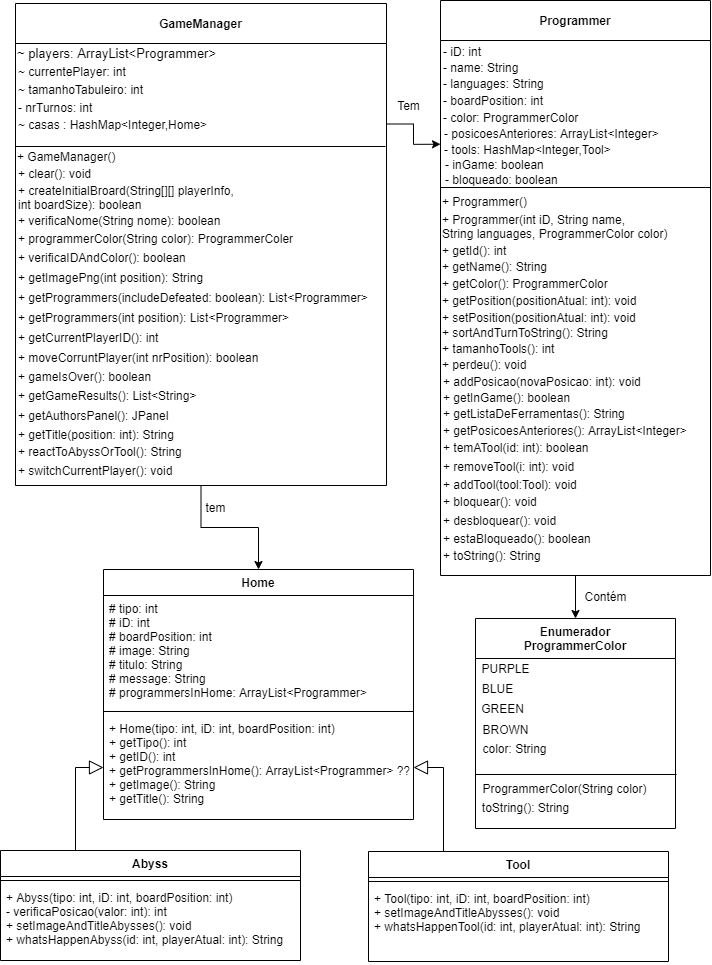 GameManager
~ players: ArrayList<Programmer>
~ currentePlayer: int
~ tamanhoTabuleiro: int
- nrTurnos: int
~ casas : HashMap<Integer,Home>
+ GameManager()
+ clear(): void
+ createInitialBroard(String[][] playerInfo,
int boardSize): boolean
+ verificaNome(String nome): boolean
+ programmerColor(String color): ProgrammerColer
+ verificaIDAndColor(): boolean
+ getImagePng(int position): String
+ getProgrammers(includeDefeated: boolean): List<Programmer>
+ getProgrammers(int position): List<Programmer>
+ getCurrentPlayerID(): int
+ moveCorruntPlayer(int nrPosition): boolean
+ gameIsOver(): boolean
+ getGameResults(): List<String>
+ getAuthorsPanel(): JPanel
+ getTitle(position: int): String
+ reactToAbyssOrTool(): String
+ switchCurrentPlayer(): void
Tem
Programmer
- iD: int
- name: String
- languages: String
- boardPosition: int
- color: ProgrammerColor
- posicoesAnteriores: ArrayList<Integer>
- tools: HashMap<Integer,Tool>
- inGame: boolean
- bloqueado: boolean
+ Programmer()
+ Programmer(int iD, String name,
String languages, ProgrammerColor color)
+ getId(): int
+ getName(): String
+ getColor(): ProgrammerColor
+ getPosition(positionAtual: int): void
+ setPosition(positionAtual: int): void
+ sortAndTurnToString(): String
+ tamanhoTools(): int
+ perdeu(): void
+ addPosicao(novaPosicao: int): void
+ getInGame(): boolean
+ getListaDeFerramentas(): String
+ getPosicoesAnteriores(): ArrayList<Integer>
+ temATool(id: int): boolean
+ removeTool(i: int): void
+ addTool(tool:Tool): void
+ bloquear(): void
+ desbloquear(): void
+ estaBloqueado(): boolean
+ toString(): String
tem
Home
# tipo: int
# iD: int
# boardPosition: int
# image: String
# titulo: String
# message: String
# programmersInHome: ArrayList<Programmer>
+ Home(tipo: int, iD: int, boardPosition: int)
+ getTipo(): int
+ getID(): int
+ getProgrammersInHome(): ArrayList<Programmer> ??
+ getImage(): String
+ getTitle(): String
Contém
Enumerador
ProgrammerColor
PURPLE
BLUE
GREEN
BROWN
color: String
ProgrammerColor(String color)
toString(): String
Abyss
+ Abyss(tipo: int, iD: int, boardPosition: int)
- verificaPosicao(valor: int): int
+ setImageAndTitleAbysses(): void
+ whatsHappenAbyss(id: int, playerAtual: int): String
Tool
+ Tool(tipo: int, iD: int, boardPosition: int)
+ setImageAndTitleAbysses(): void
+ whatsHappenTool(id: int, playerAtual: int): String